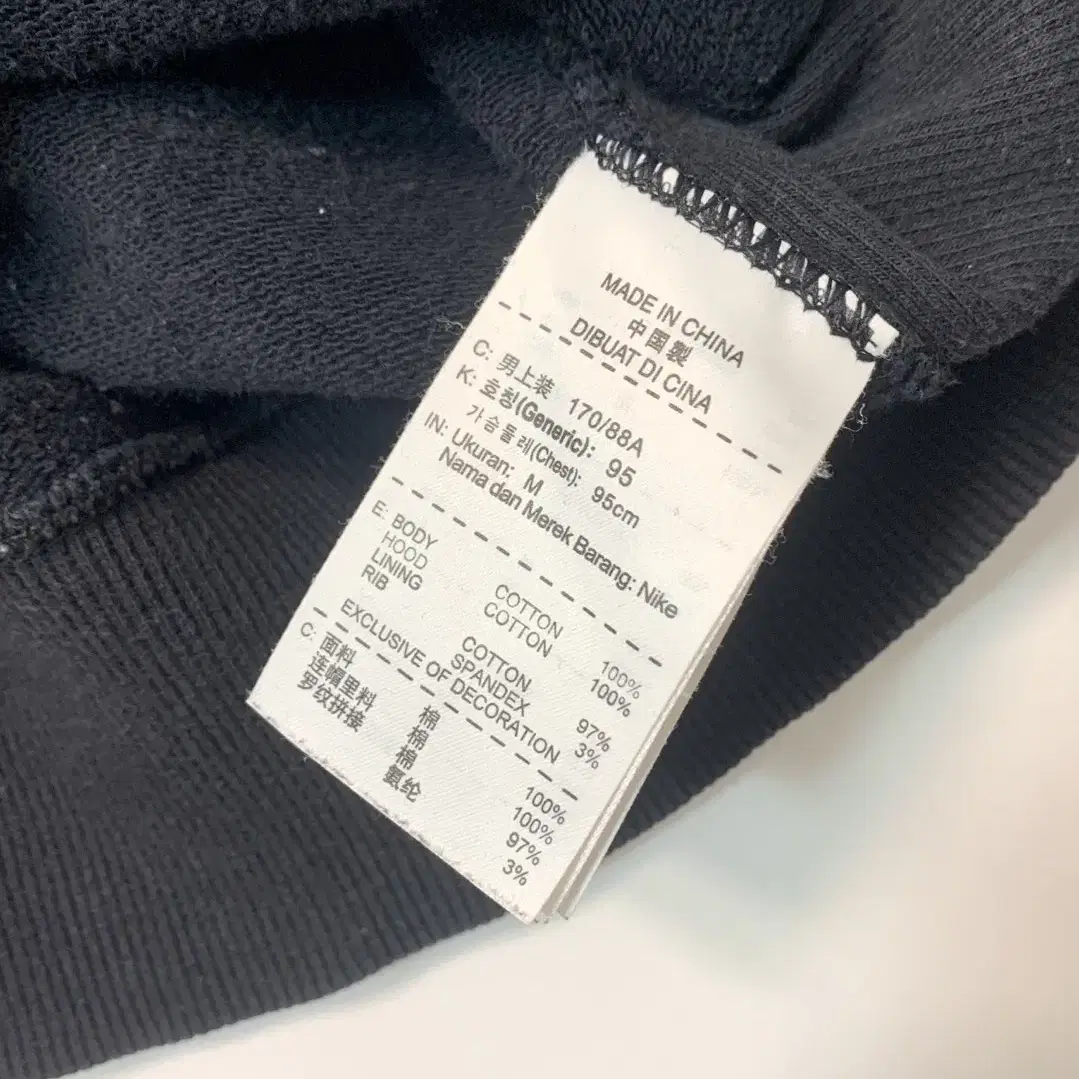 MADE IN CHINA
中国製
DIBUAT DI CINA
C: 男上装 170/88A
K: 호칭(Generic): 95
가슴둘레(Chest): 95cm
IN: Ukuran: M
Nama dan Merek Barang: Nike
E: BODY COTTON 100%
HOOD LINING COTTON 100%
RIB COTTON 97%
SPANDEX 3%
EXCLUSIVE OF DECORATION
C: 面料 棉 100%
连帽里料 棉 100%
罗纹拼接 棉 97%
氨纶 3%